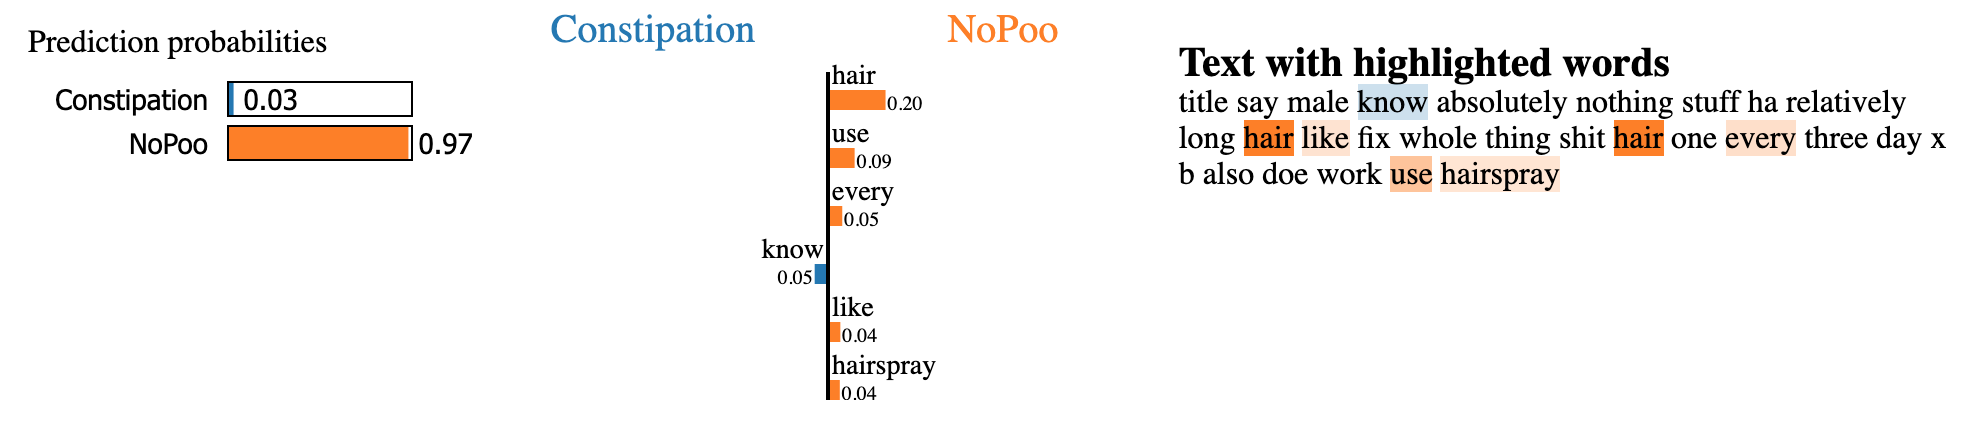 Prediction probabilities
Constipation 0.03
NoPoo 0.97
Constipation NoPoo
hair
0.20
use
0.09
every
0.05
know
0.05
like
0.04
hairspray
0.04
Text with highlighted words
title say male know absolutely nothing stuff ha relatively
long hair like fix whole thing shit hair one every three day x
b also doe work use hairspray